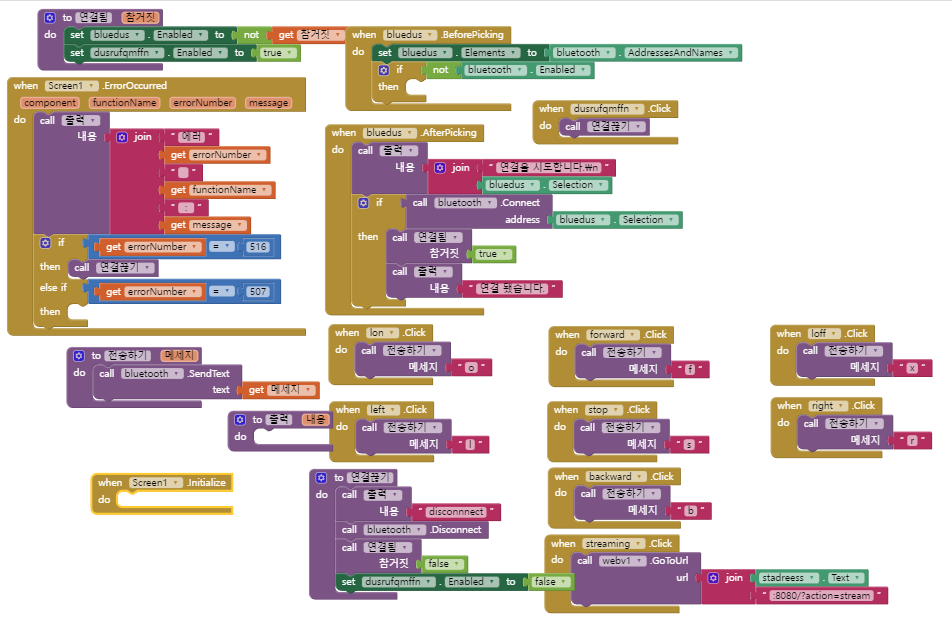 to 연결됨 참거짓
do set bluedus . Enabled to not get 참거짓
set dusrufqmffn . Enabled to true
when bluedus .BeforePicking
do set bluedus . Elements to bluetooth . AddressesAndNames
if not bluetooth . Enabled
then
when Screen1 .ErrorOccurred
component functionName errorNumber message
do call 출력
내용 join " 에러 "
get errorNumber
" "
get functionName
" : "
get message
if get errorNumber = 516
then call 연결끊기
else if get errorNumber = 507
then
when dusrufqmffn .Click
do call 연결끊기
when bluedus .AfterPicking
do call 출력
내용 join " 연결을 시도합니다.₩n "
bluedus . Selection
if call bluetooth .Connect
address bluedus . Selection
then call 연결됨
참거짓 true
call 출력
내용 " 연결 됐습니다. "
to 전송하기 메세지
do call bluetooth .SendText
text get 메세지
when lon .Click
do call 전송하기
메세지 " o "
when forward .Click
do call 전송하기
메세지 " f "
when loff .Click
do call 전송하기
메세지 " x "
to 출력 내용
do
when left .Click
do call 전송하기
메세지 " l "
when stop .Click
do call 전송하기
메세지 " s "
when right .Click
do call 전송하기
메세지 " r "
when Screen1 .Initialize
do
to 연결끊기
do call 출력
내용 " disconnnect "
call bluetooth .Disconnect
call 연결됨
참거짓 false
set dusrufqmffn . Enabled to false
when backward .Click
do call 전송하기
메세지 " b "
when streaming .Click
do call webv1 .GoToUrl
url join stadreess . Text
" :8080/?action=stream "